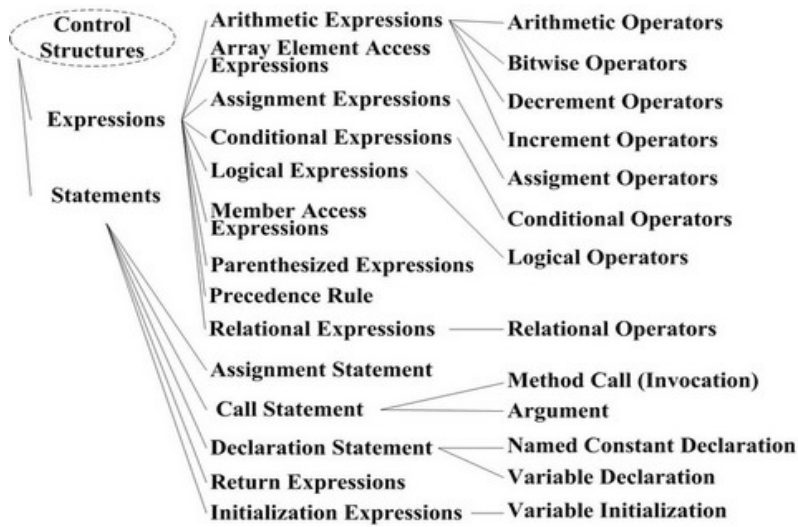 Control
Structures
Expressions
Statements
Arithmetic Expressions
Array Element Access
Expressions
Assignment Expressions
Conditional Expressions
Logical Expressions
Member Access
Expressions
Parenthesized Expressions
Precedence Rule
Relational Expressions
Assignment Statement
Call Statement
Declaration Statement
Return Expressions
Initialization Expressions
Arithmetic Operators
Bitwise Operators
Decrement Operators
Increment Operators
Assigment Operators
Conditional Operators
Logical Operators
Relational Operators
Method Call (Invocation)
Argument
Named Constant Declaration
Variable Declaration
Variable Initialization